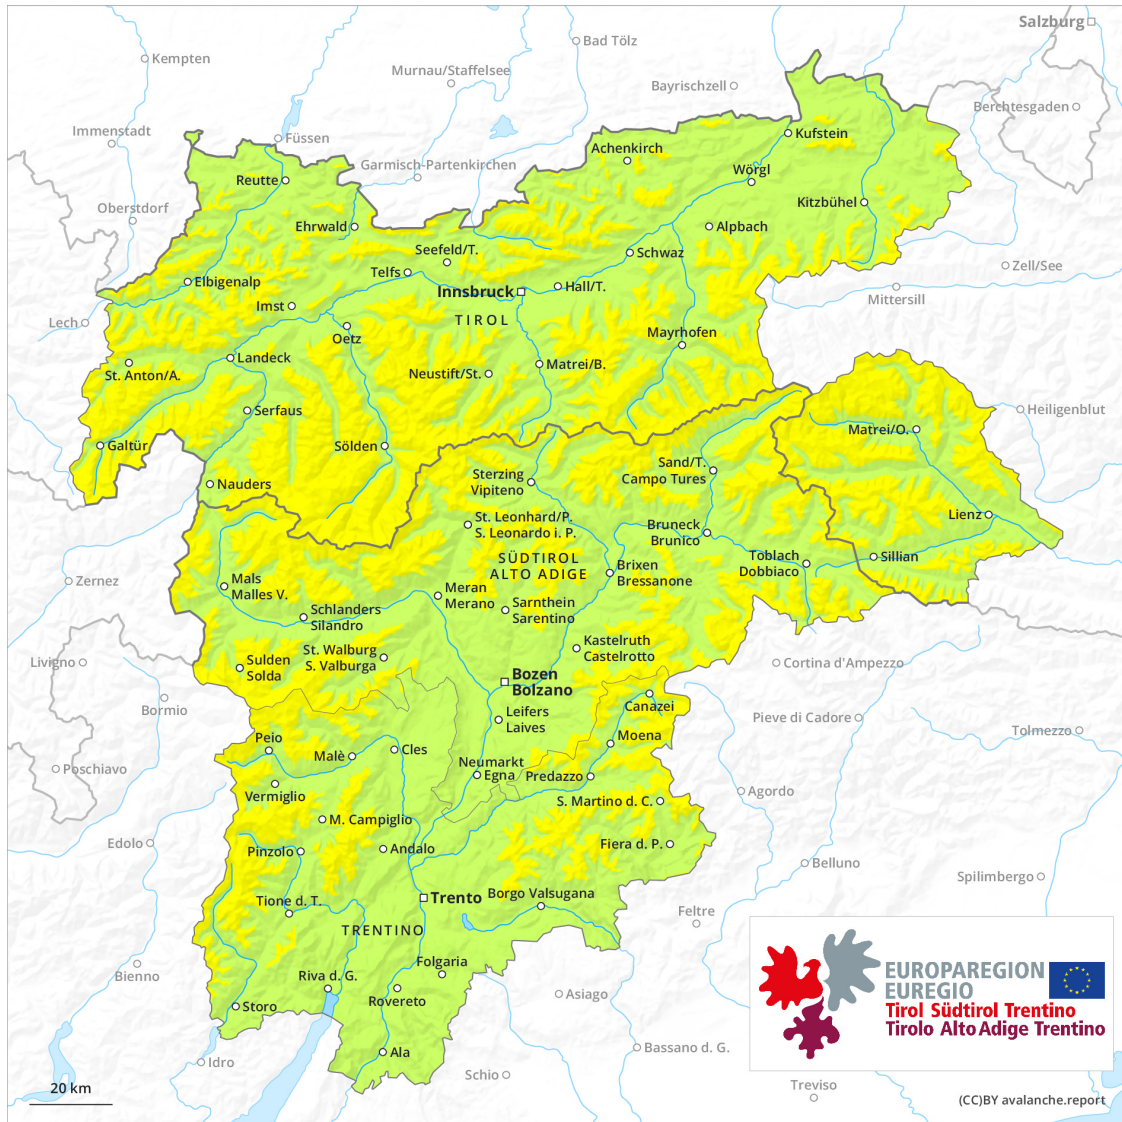 Salzburg
Bad Tölz
Kempten
Murnau/Staffelsee
Bayrischzell
Berchtesgaden
Immenstadt
Füssen
Kufstein
Achenkirch
Garmisch-Partenkirchen
Wörgl
Reutte
Oberstdorf
Kitzbühel
Ehrwald
Alpbach
Seefeld/T.
Schwaz
Telfs
Zell/See
Elbigenalp
Hall/T.
Innsbruck
Mittersill
Imst
TIROL
Lech
Oetz
Mayrhofen
Landeck
Matrei/B.
St. Anton/A.
Neustift/St.
Serfaus
Heiligenblut
Matrei/O.
Galtür
Sölden
Sand/T.
Campo Tures
Sterzing
Vipiteno
Nauders
Lienz
St. Leonhard/P.
S. Leonardo i. P.
Bruneck
Brunico
SÜDTIROL
ALTO ADIGE
Toblach
Dobbiaco
Sillian
Brixen
Bressanone
Zernez
Mals
Malles V.
Meran
Merano
Sarnthein
Sarentino
Schlanders
Silandro
Kastelruth
Castelrotto
St. Walburg
S. Valburga
Livigno
Sulden
Solda
Cortina d'Ampezzo
Bozen
Bolzano
Canazei
Bormio
Leifers
Laives
Pieve di Cadore
Tolmezzo
Peio
Moena
Cles
Malè
Neumarkt
Egna
Predazzo
Poschiavo
Agordo
Vermiglio
S. Martino d. C.
M. Campiglio
Edolo
Pinzolo
Andalo
Fiera d. P.
Belluno
Spilimbergo
Trento
Borgo Valsugana
Tione d. T.
Feltre
TRENTINO
Folgaria
Bienno
Riva d. G.
EUROPAREGION
EUREGIO
Tirol Südtirol Trentino
Tirolo Alto Adige Trentino
Asiago
Rovereto
Storo
Bassano d. G.
Ala
Idro
Schio
20 km
Treviso
(CC)BY avalanche.report